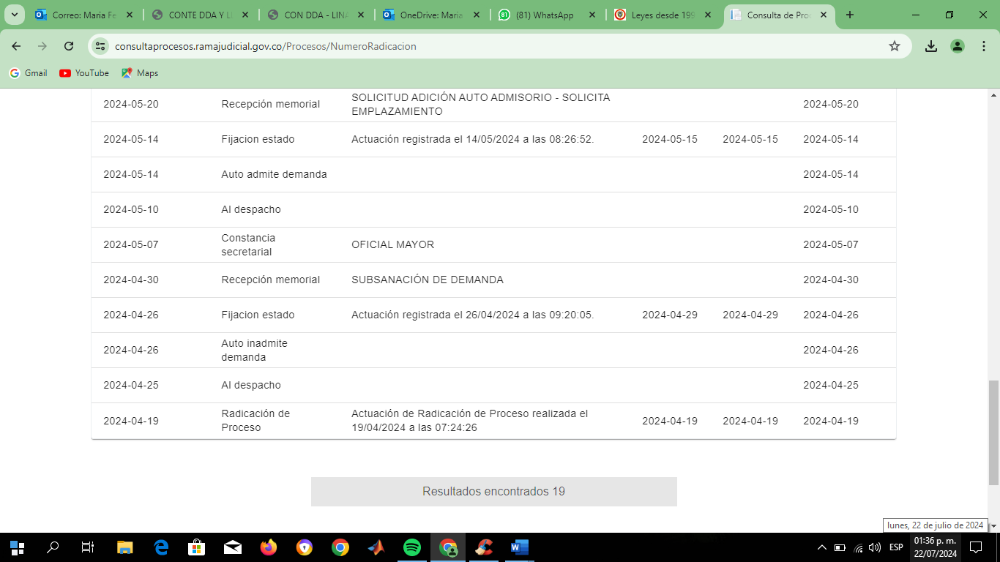 Correo: Maria Fe
CONTE DDA Y L
CON DDA - LINA
OneDrive: Maria
(81) WhatsApp
Leyes desde 199
Consulta de Pro
consultaprocesos.ramajudicial.gov.co/Procesos/NumeroRadicacion
Gmail YouTube Maps
2024-05-20 Recepción memorial SOLICITUD ADICIÓN AUTO ADMISORIO - SOLICITA
EMPLAZAMIENTO 2024-05-20
2024-05-14 Fijacion estado Actuación registrada el 14/05/2024 a las 08:26:52. 2024-05-15 2024-05-15 2024-05-14
2024-05-14 Auto admite demanda 2024-05-14
2024-05-10 Al despacho 2024-05-10
2024-05-07 Constancia
secretarial OFICIAL MAYOR 2024-05-07
2024-04-30 Recepción memorial SUBSANACIÓN DE DEMANDA 2024-04-30
2024-04-26 Fijacion estado Actuación registrada el 26/04/2024 a las 09:20:05. 2024-04-29 2024-04-29 2024-04-26
2024-04-26 Auto inadmite
demanda 2024-04-26
2024-04-25 Al despacho 2024-04-25
2024-04-19 Radicación de
Proceso Actuación de Radicación de Proceso realizada el
19/04/2024 a las 07:24:26 2024-04-19 2024-04-19 2024-04-19
Resultados encontrados 19
lunes, 22 de julio de 2024
ESP
01:36 p. m.
22/07/2024